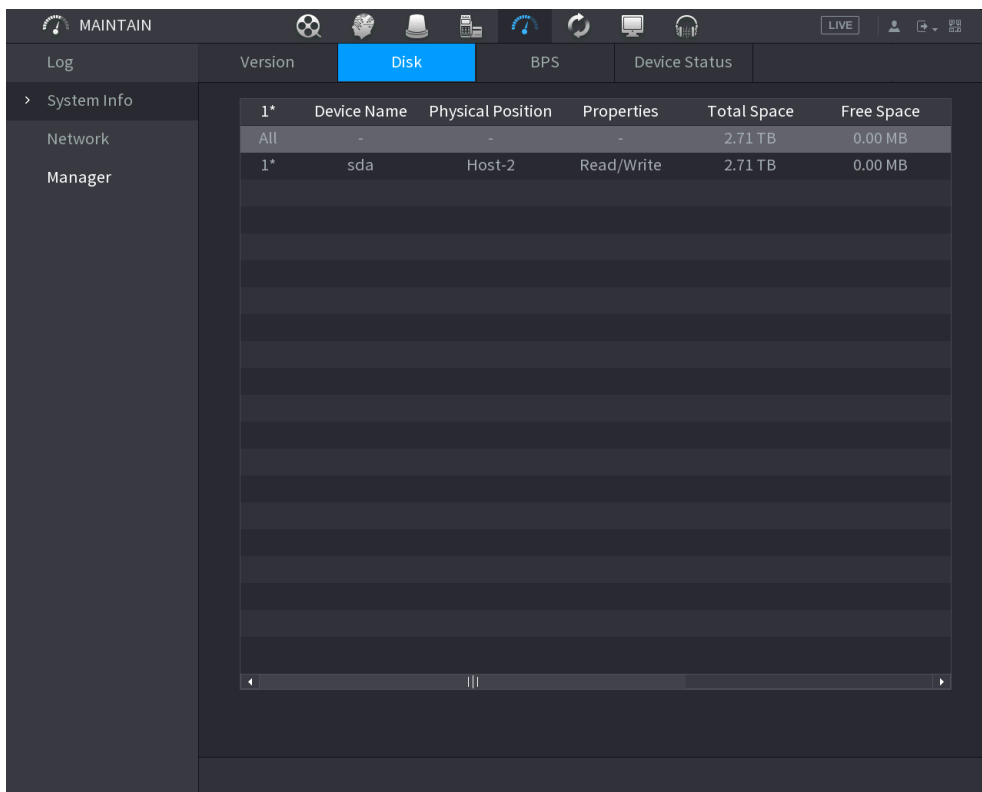 MAINTAIN LIVE
Log Version Disk BPS Device Status
System Info
Network
Manager
1* Device Name Physical Position Properties Total Space Free Space
All - - - 2.71 TB 0.00 MB
1* sda Host-2 Read/Write 2.71 TB 0.00 MB